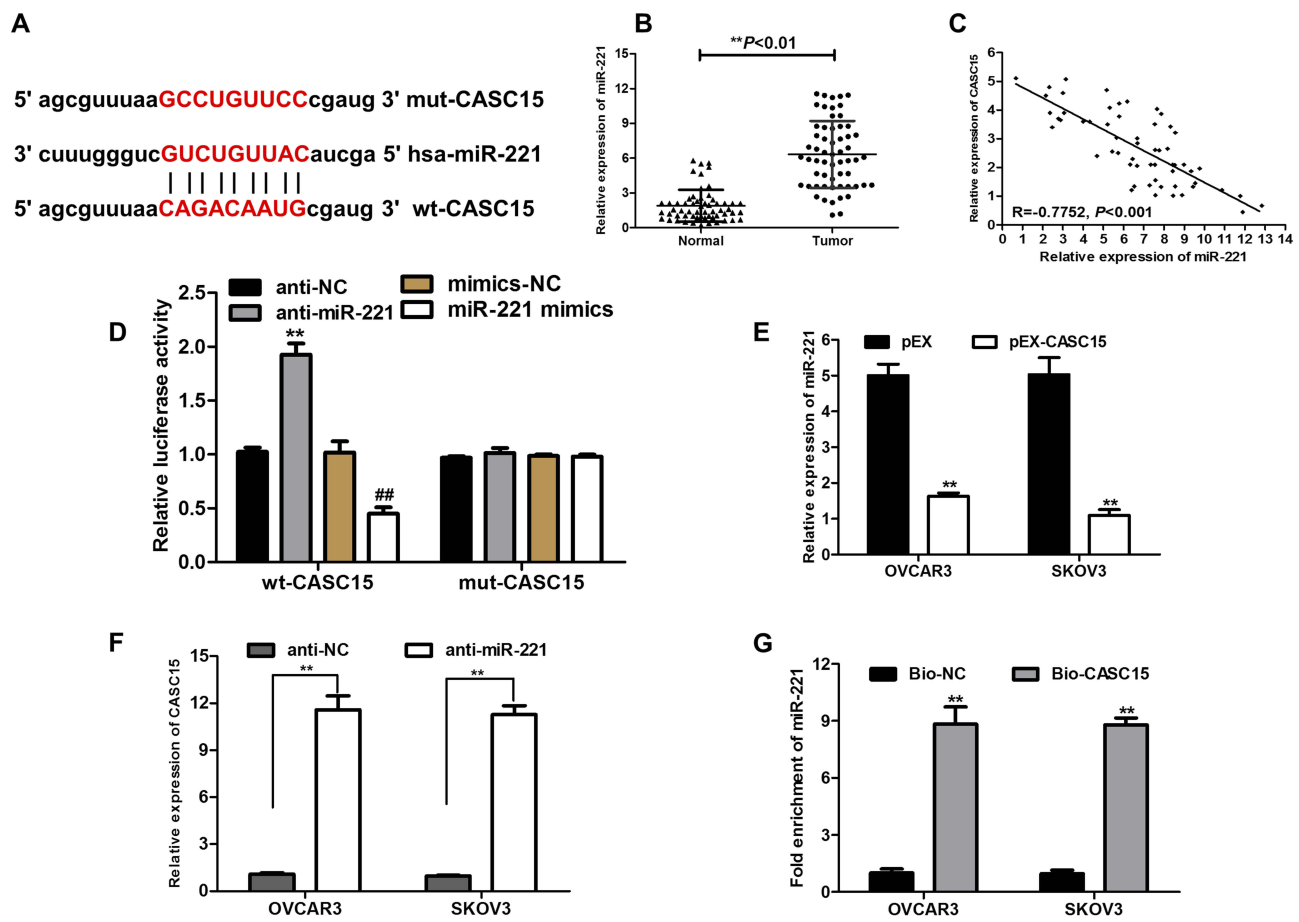 A
5' agcguuuaaGCCUGUUCCcgaug 3' mut-CASC15
3' cuuugggucGUCUGUUACaucga 5' hsa-miR-221
5' agcguuuaaCAGACAAUGcgaug 3' wt-CASC15
B
**P<0.01
Relative expression of miR-221
15
12
9
6
3
0
Normal Tumor
C
Relative expression of CASC15
6
5
4
3
2
1
0
R=-0.7752, P<0.001
0 1 2 3 4 5 6 7 8 9 10 11 12 13 14
Relative expression of miR-221
D
anti-NC mimics-NC
anti-miR-221 miR-221 mimics
Relative luciferase activity
2.5
2.0
1.5
1.0
0.5
0.0
**
##
wt-CASC15 mut-CASC15
E
pEX pEX-CASC15
Relative expression of miR-221
6
5
4
3
2
1
0
**
**
OVCAR3 SKOV3
F
anti-NC anti-miR-221
Relative expression of CASC15
15
12
9
6
3
0
**
**
OVCAR3 SKOV3
G
Bio-NC Bio-CASC15
Fold enrichment of miR-221
12
9
6
3
0
**
**
OVCAR3 SKOV3